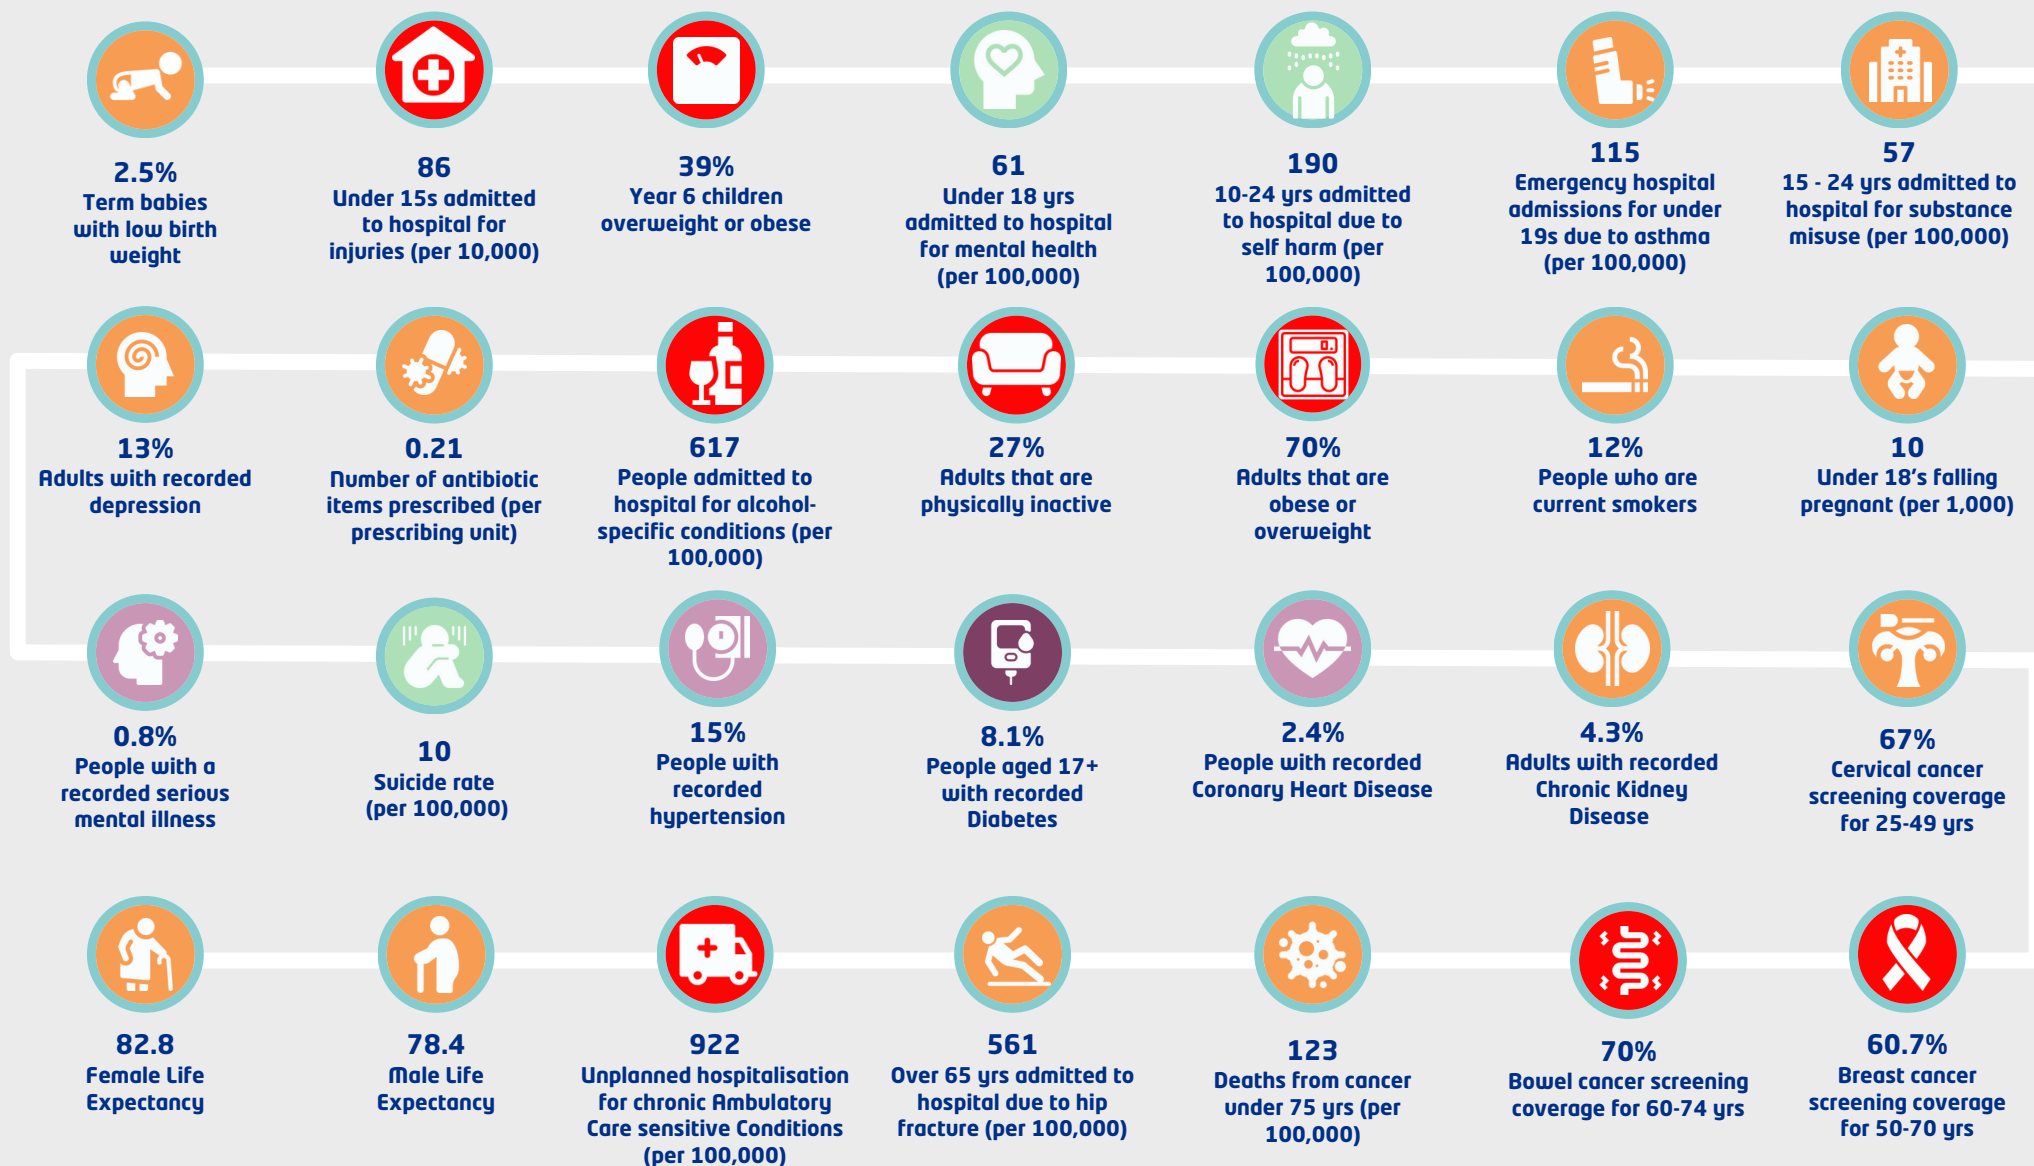 2.5%
Term babies
with low birth
weight
86
Under 15s admitted
to hospital for
injuries (per 10,000)
39%
Year 6 children
overweight or obese
61
Under 18 yrs
admitted to hospital
for mental health
(per 100,000)
190
10-24 yrs admitted
to hospital due to
self harm (per
100,000)
115
Emergency hospital
admissions for under
19s due to asthma
(per 100,000)
57
15 - 24 yrs admitted to
hospital for substance
misuse (per 100,000)
13%
Adults with recorded
depression
0.21
Number of antibiotic
items prescribed (per
prescribing unit)
617
People admitted to
hospital for alcohol-
specific conditions (per
100,000)
27%
Adults that are
physically inactive
70%
Adults that are
obese or
overweight
12%
People who are
current smokers
10
Under 18's falling
pregnant (per 1,000)
0.8%
People with a
recorded serious
mental illness
10
Suicide rate
(per 100,000)
15%
People with
recorded
hypertension
8.1%
People aged 17+
with recorded
Diabetes
2.4%
People with recorded
Coronary Heart Disease
4.3%
Adults with recorded
Chronic Kidney
Disease
67%
Cervical cancer
screening coverage
for 25-49 yrs
82.8
Female Life
Expectancy
78.4
Male Life
Expectancy
922
Unplanned hospitalisation
for chronic Ambulatory
Care sensitive Conditions
(per 100,000)
561
Over 65 yrs admitted to
hospital due to hip
fracture (per 100,000)
123
Deaths from cancer
under 75 yrs (per
100,000)
70%
Bowel cancer screening
coverage for 60-74 yrs
60.7%
Breast cancer
screening coverage
for 50-70 yrs